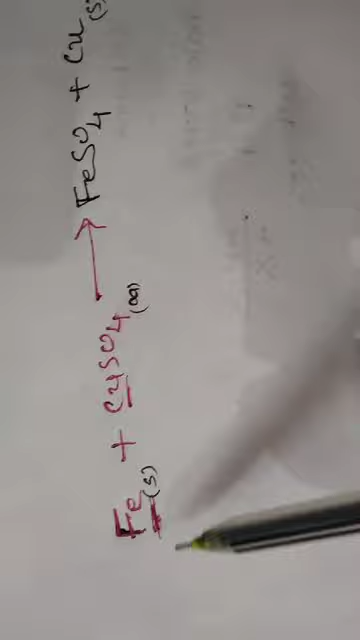 Fe(s) + CuSO4(aq) → FeSO4 + Cu(s)